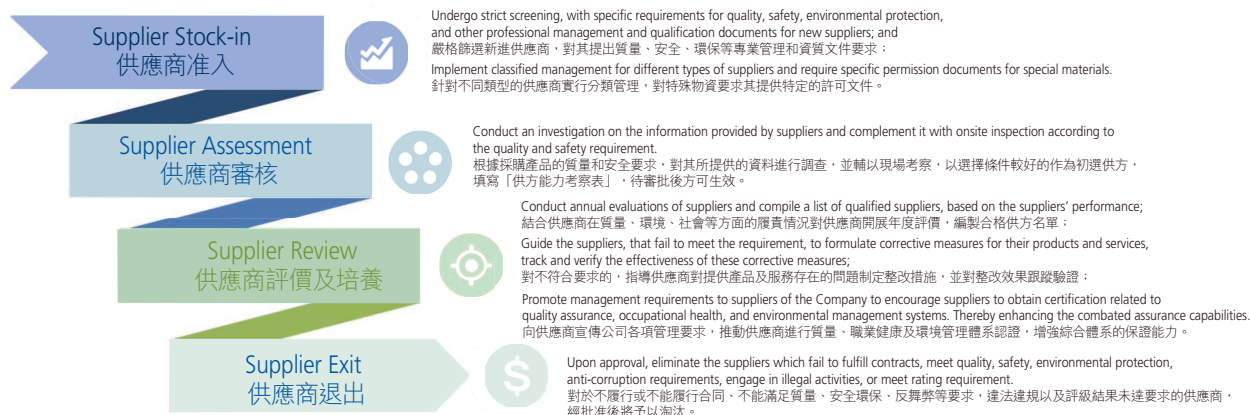 Supplier Stock-in
供應商准入
Undergo strict screening, with specific requirements for quality, safety, environmental protection,
and other professional management and qualification documents for new suppliers; and
嚴格篩選新進供應商，對其提出質量、安全、環保等專業管理和資質文件要求；
Implement classified management for different types of suppliers and require specific permission documents for special materials.
針對不同類型的供應商實行分類管理，對特殊物資要求其提供特定的許可文件。
Supplier Assessment
供應商審核
Conduct an investigation on the information provided by suppliers and complement it with onsite inspection according to
the quality and safety requirement.
根據採購產品的質量和安全要求，對其所提供的資料進行調查，並輔以現場考察，以選擇條件較好的作為初選供方，
填寫「供方能力考察表」，待審批後方可生效。
Supplier Review
供應商評價及培養
Conduct annual evaluations of suppliers and compile a list of qualified suppliers, based on the suppliers' performance;
結合供應商在質量、環境、社會等方面的履責情況對供應商開展年度評價，編製合格供方名單；
Guide the suppliers, that fail to meet the requirement, to formulate corrective measures for their products and services,
track and verify the effectiveness of these corrective measures;
對不符合要求的，指導供應商對提供產品及服務存在的問題制定整改措施，並對整改效果跟蹤驗證；
Promote management requirements to suppliers of the Company to encourage suppliers to obtain certification related to
quality assurance, occupational health, and environmental management systems. Thereby enhancing the combated assurance capabilities.
向供應商宣傳公司各項管理要求，推動供應商進行質量、職業健康及環境管理體系認證，增強綜合體系的保證能力。
Supplier Exit
供應商退出
$
Upon approval, eliminate the suppliers which fail to fulfill contracts, meet quality, safety, environmental protection,
anti-corruption requirements, engage in illegal activities, or meet rating requirement.
對於不履行或不能履行合同、不能滿足質量、安全環保、反舞弊等要求，違法違規以及評級結果未達要求的供應商，
經批准後將予以淘汰。